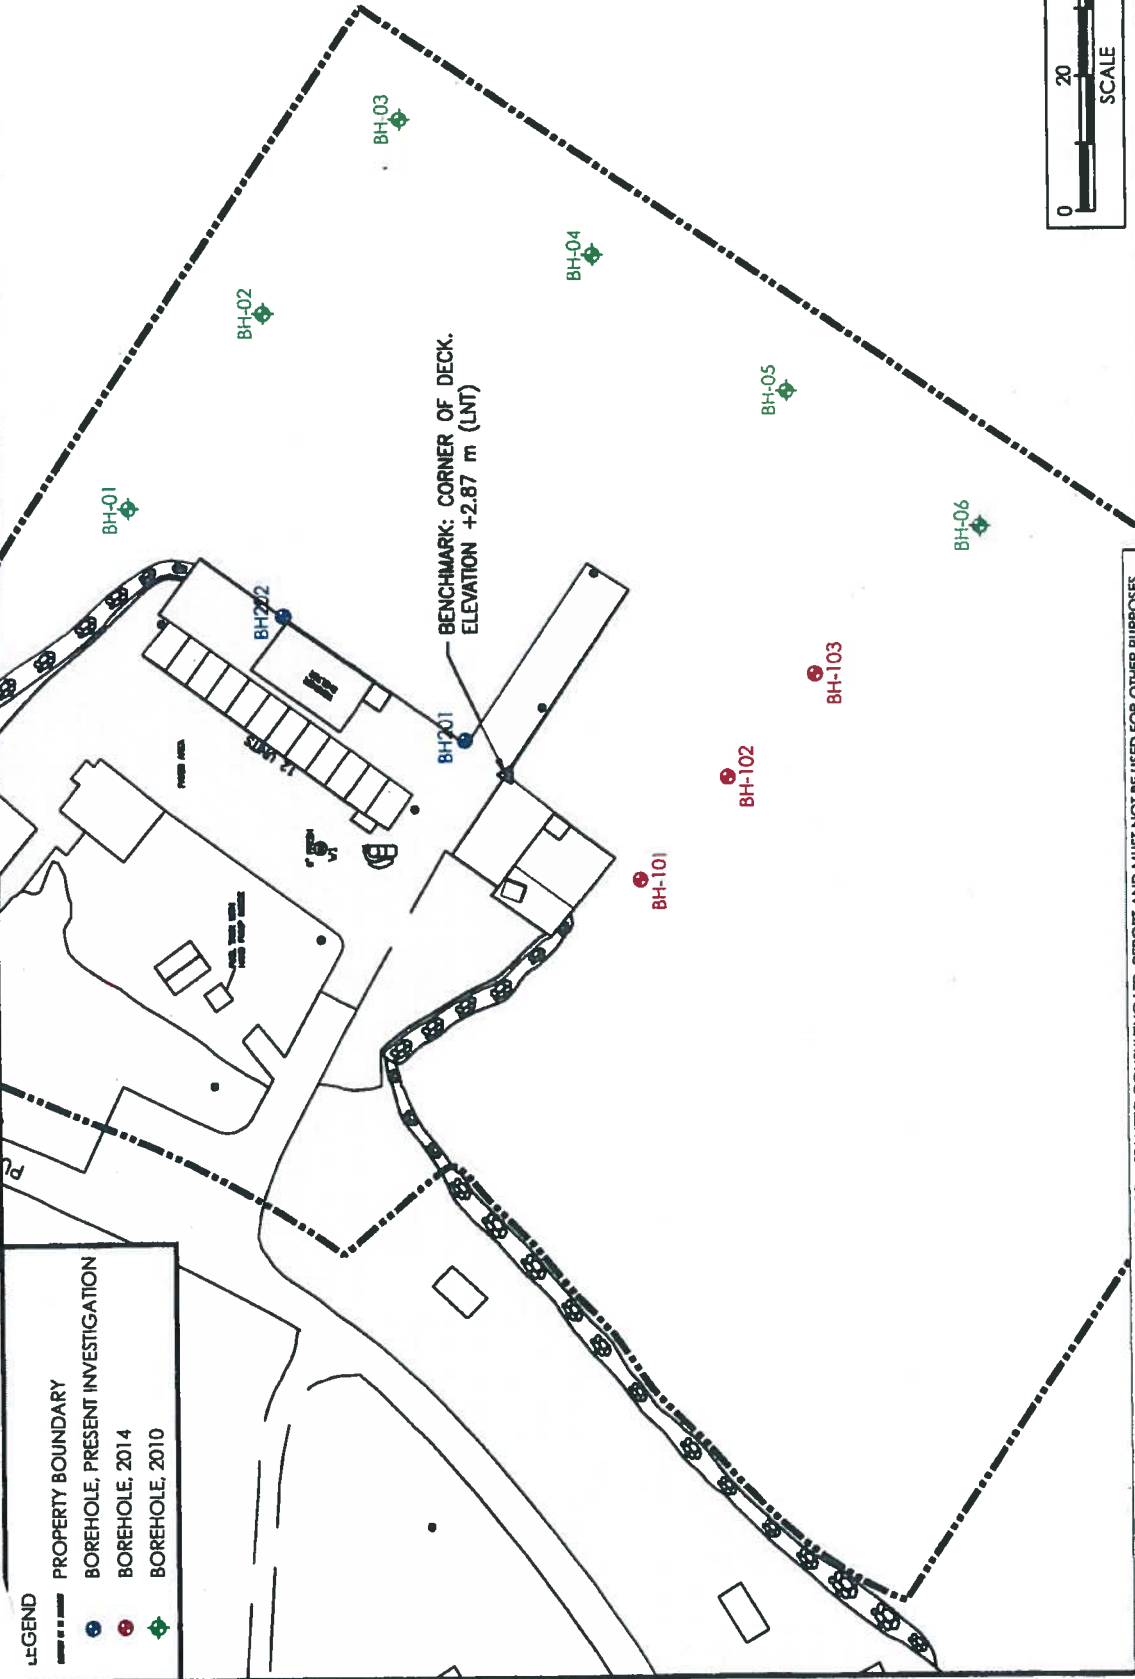 LEGEND
PROPERTY BOUNDARY
BOREHOLE, PRESENT INVESTIGATION
BOREHOLE, 2014
BOREHOLE, 2010
BH-01
BH-02
BH-03
BH-04
BH-05
BH-06
BH202
BH201
12 UNITS
BENCHMARK: CORNER OF DECK.
ELEVATION +2.87 m (LNT)
BH-101
BH-102
BH-103
0 20
SCALE